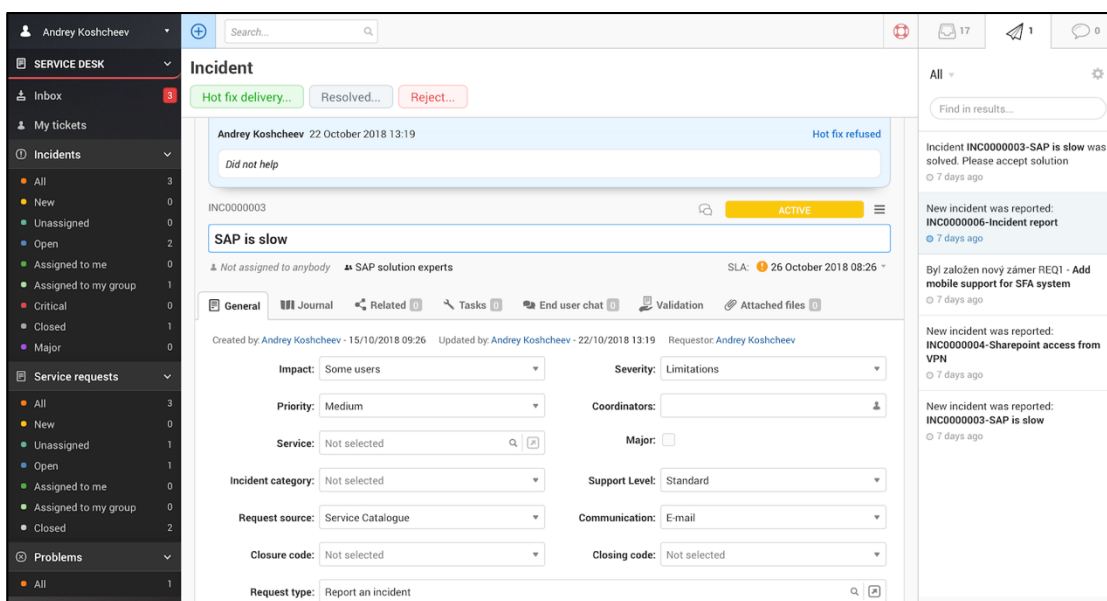 Andrey Koshcheev
SERVICE DESK
Inbox 3
My tickets
Incidents
All 3
New 0
Unassigned 0
Open 2
Assigned to me 0
Assigned to my group 1
Critical 0
Closed 1
Major 0
Service requests
All 3
New 0
Unassigned 1
Open 1
Assigned to me 0
Assigned to my group 0
Closed 2
Problems
All 1
Search...
Incident
Hot fix delivery... Resolved... Reject...
Andrey Koshcheev 22 October 2018 13:19 Hot fix refused
Did not help
INC0000003 ACTIVE
SAP is slow
Not assigned to anybody SAP solution experts SLA: 26 October 2018 08:26
General Journal Related 0 Tasks 0 End user chat 0 Validation Attached files 0
Created by: Andrey Koshcheev - 15/10/2018 09:26 Updated by: Andrey Koshcheev - 22/10/2018 13:19 Requestor: Andrey Koshcheev
Impact: Some users Severity: Limitations
Priority: Medium Coordinators:
Service: Not selected Major:
Incident category: Not selected Support Level: Standard
Request source: Service Catalogue Communication: E-mail
Closure code: Not selected Closing code: Not selected
Request type: Report an incident
17 1 0
All
Find in results...
Incident INC0000003-SAP is slow was
solved. Please accept solution
7 days ago
New incident was reported:
INC0000006-Incident report
7 days ago
Byl založen nový zámer REQ1 - Add
mobile support for SFA system
7 days ago
New incident was reported:
INC0000004-Sharepoint access from
VPN
7 days ago
New incident was reported:
INC0000003-SAP is slow
7 days ago